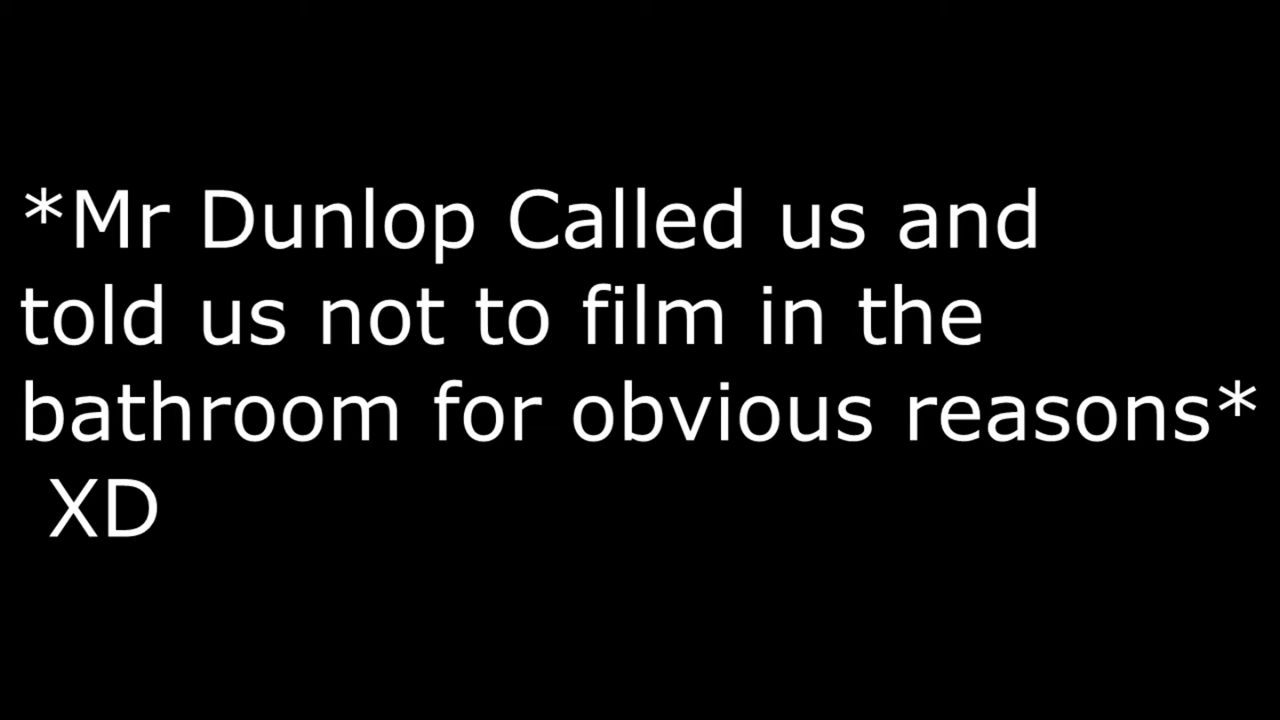 *Mr Dunlop Called us and
told us not to film in the
bathroom for obvious reasons*
XD